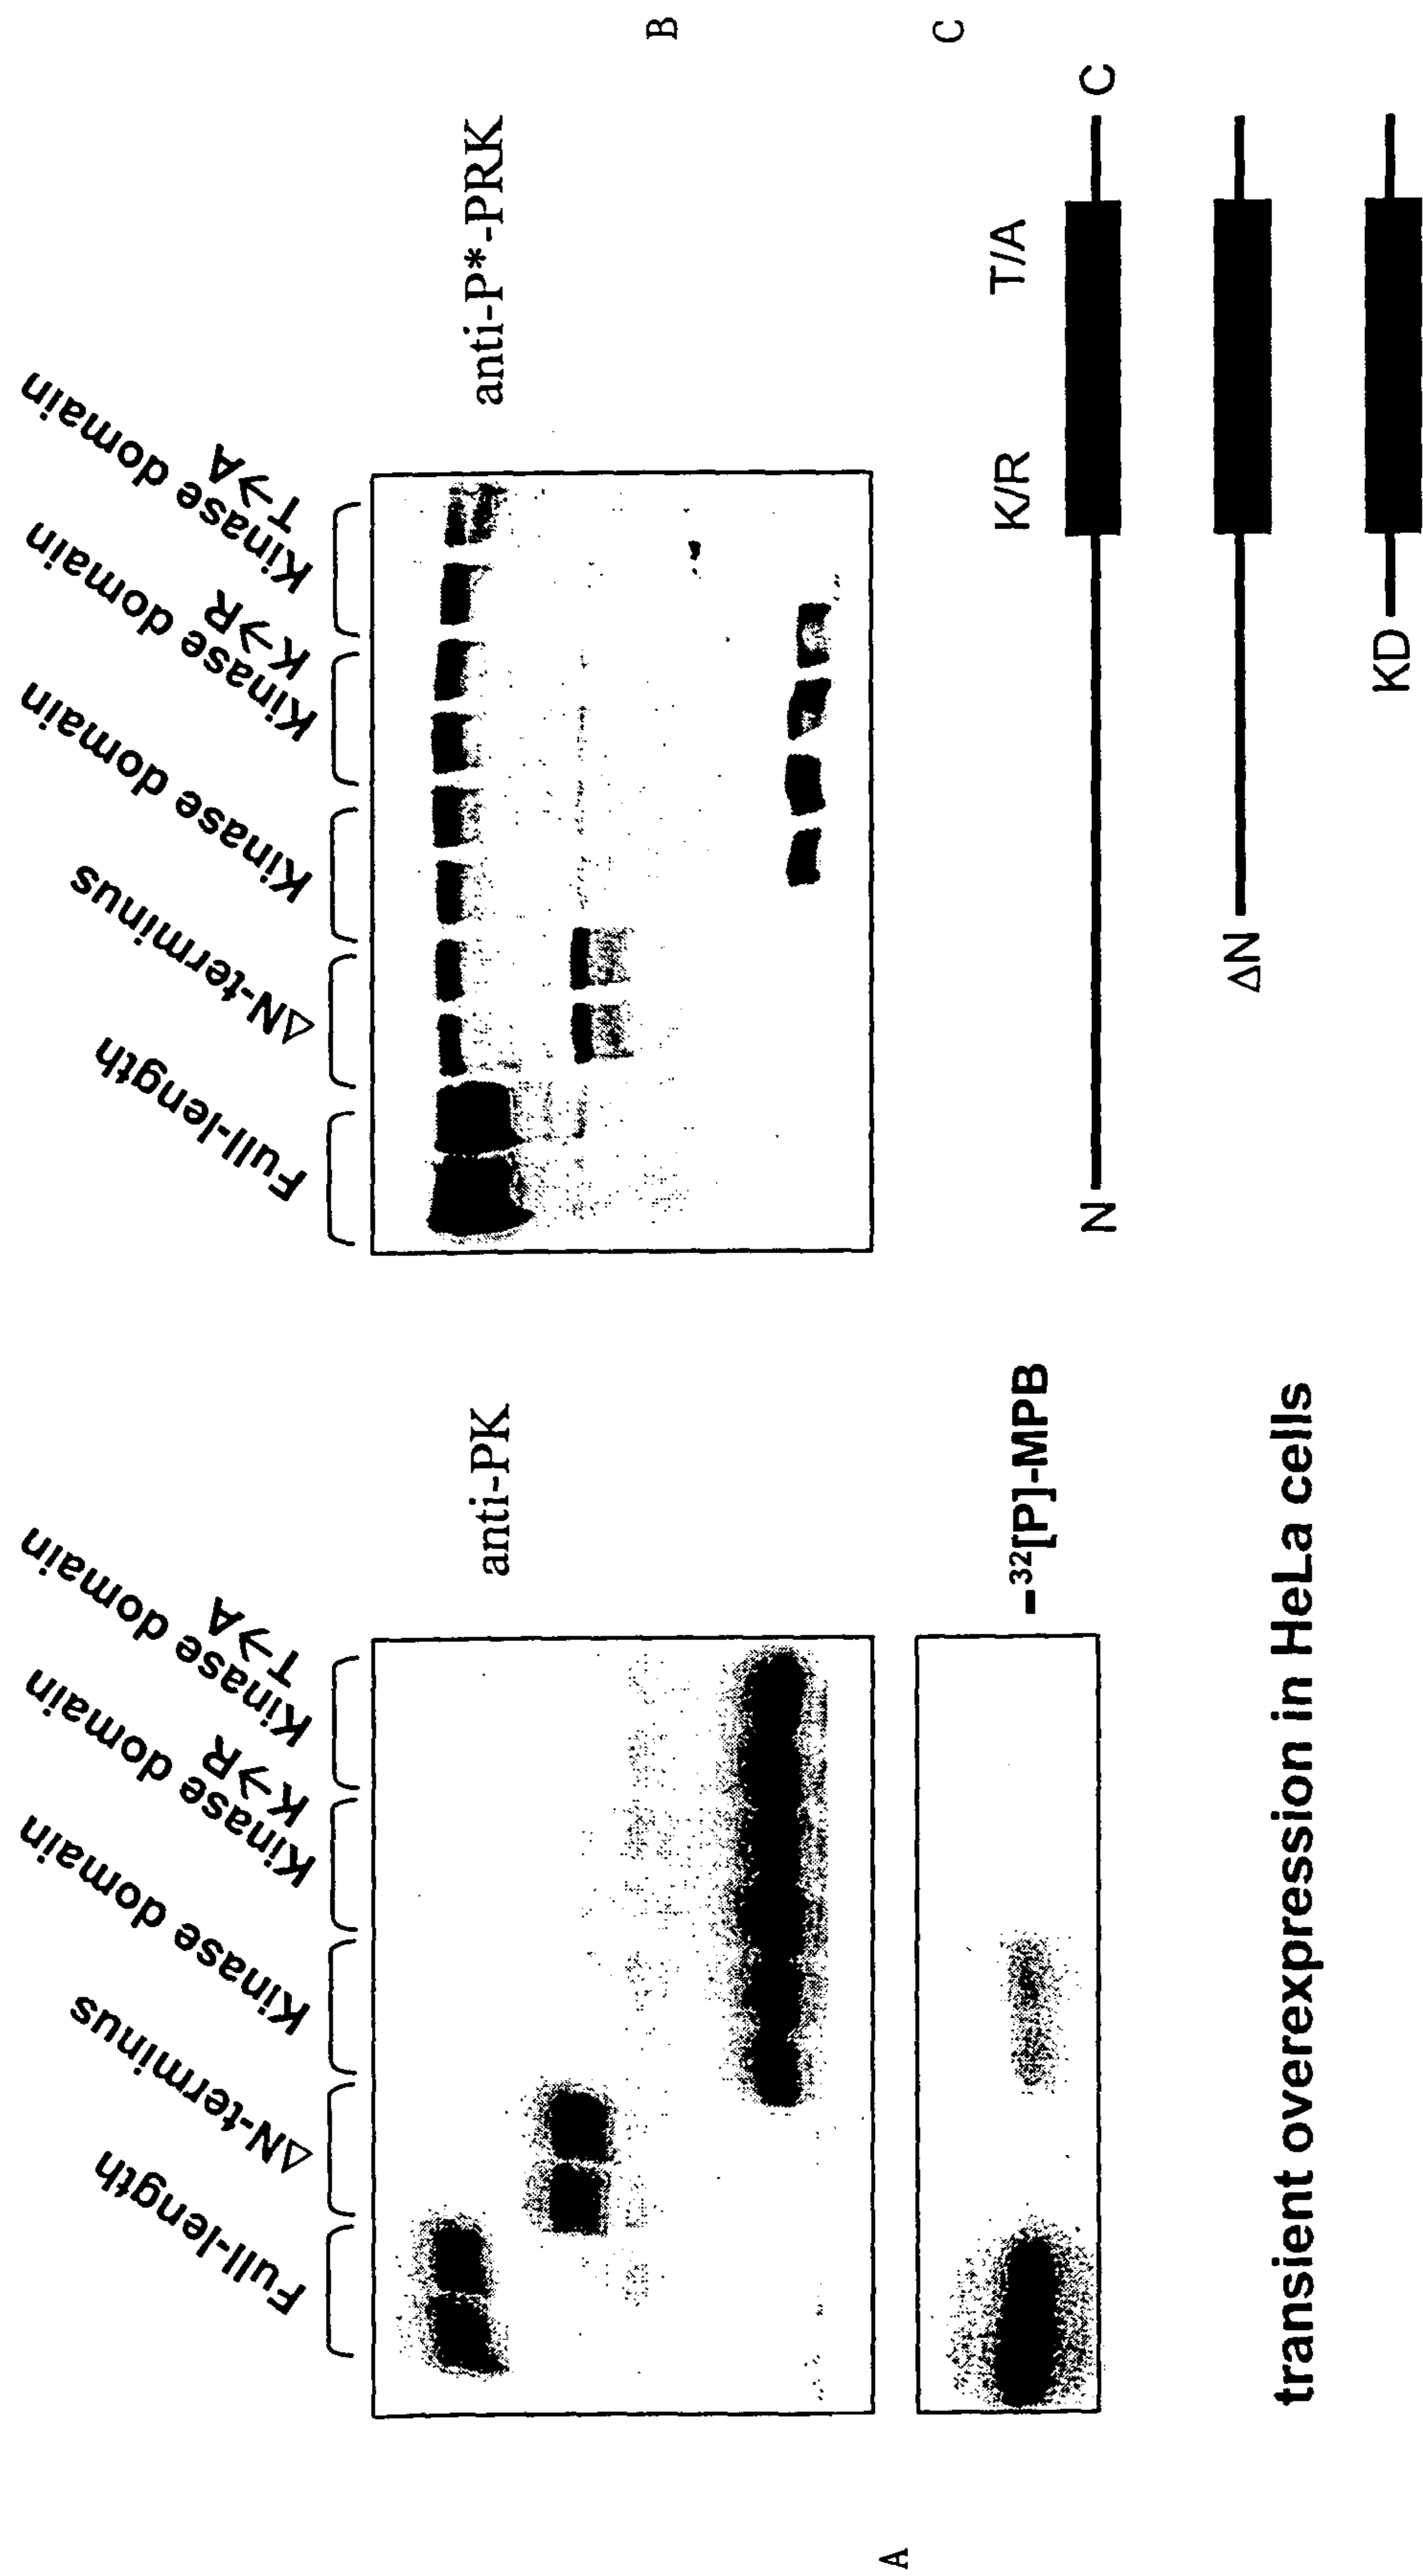 A
Full-length
ΔN-terminus
Kinase domain
Kinase domain
K→R
Kinase domain
T→A
anti-PK
-³²[P]-MPB
transient overexpression in HeLa cells
B
Full-length
ΔN-terminus
Kinase domain
Kinase domain
K→R
Kinase domain
T→A
anti-P*-PRK
C
K/R
T/A
N
C
ΔN
KD